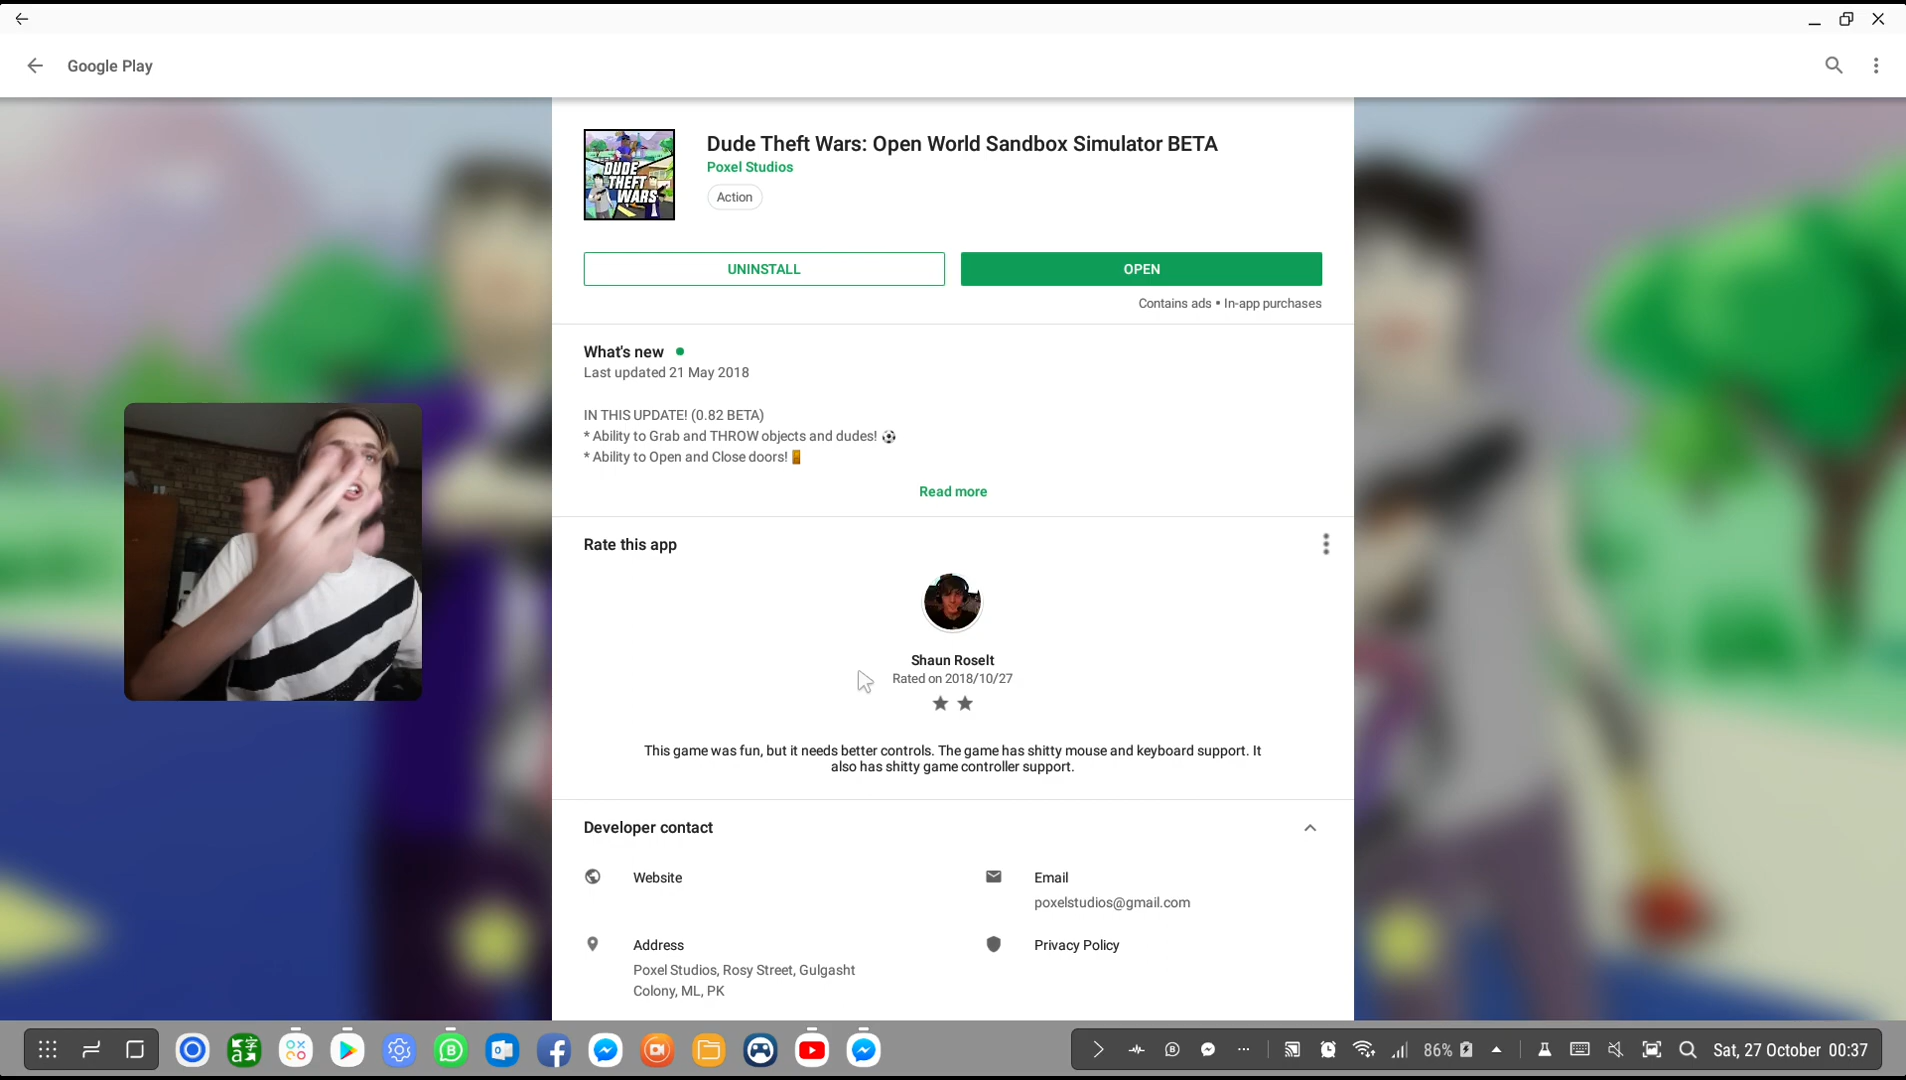 Google Play
DUDE
THEFT
WARS
Dude Theft Wars: Open World Sandbox Simulator BETA
Poxel Studios
Action
UNINSTALL
OPEN
Contains ads • In-app purchases
What's new
Last updated 21 May 2018
IN THIS UPDATE! (0.82 BETA)
* Ability to Grab and THROW objects and dudes! ⚽
* Ability to Open and Close doors!🚪
Read more
Rate this app
Shaun Roselt
Rated on 2018/10/27
★ ★
This game was fun, but it needs better controls. The game has shitty mouse and keyboard support. It
also has shitty game controller support.
Developer contact
Website
Email
poxelstudios@gmail.com
Address
Poxel Studios, Rosy Street, Gulgasht
Colony, ML, PK
Privacy Policy
86%
Sat, 27 October 00:37